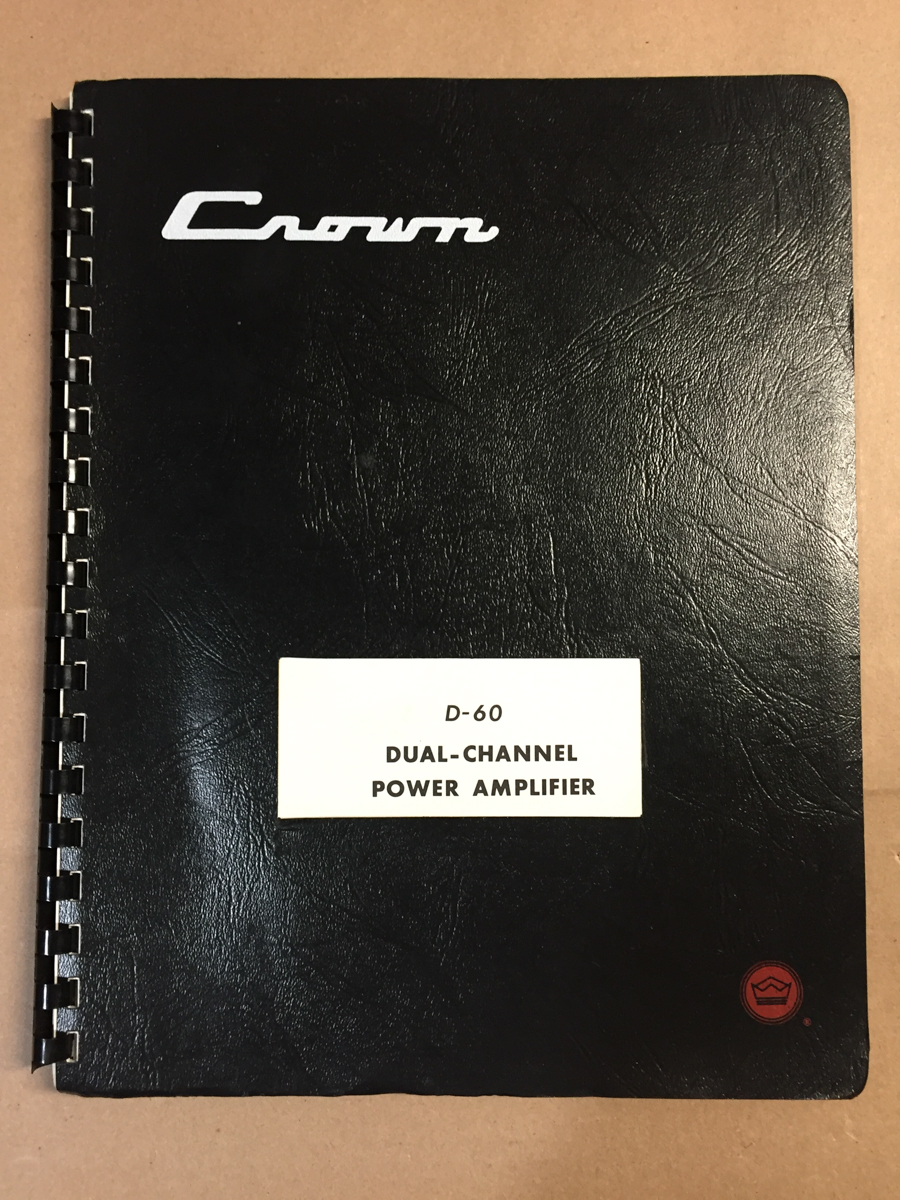 Crown
D-60
DUAL-CHANNEL
POWER AMPLIFIER
®